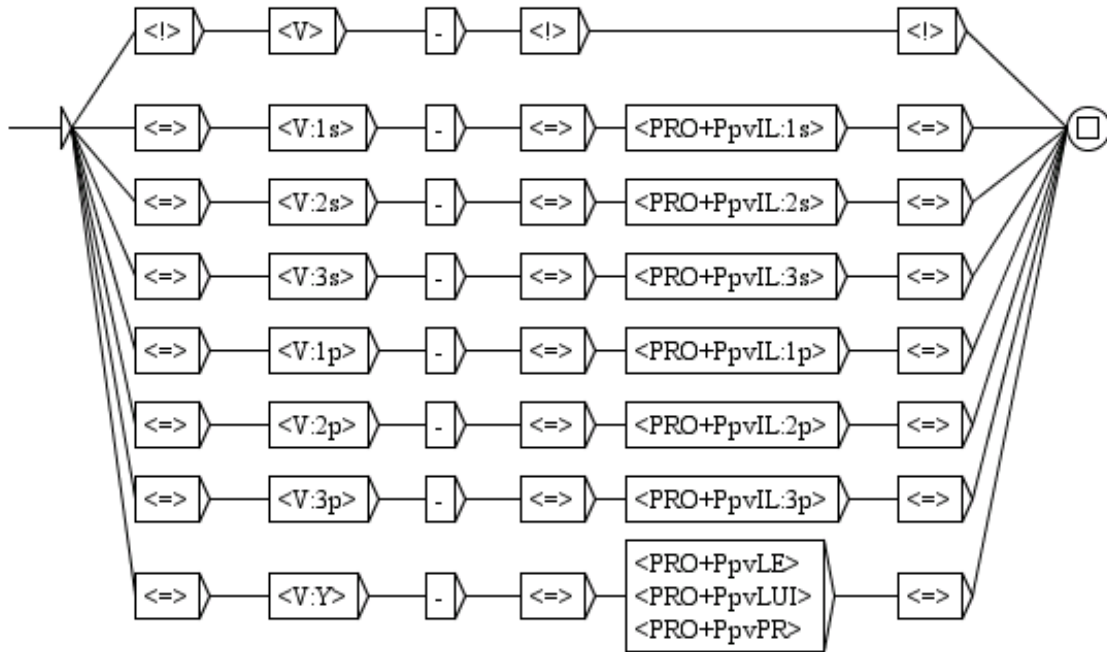 <!> <V> - <!> <!>
<=> <V:1s> - <=> <PRO+PpvIL:1s> <=>
<=> <V:2s> - <=> <PRO+PpvIL:2s> <=>
<=> <V:3s> - <=> <PRO+PpvIL:3s> <=>
<=> <V:1p> - <=> <PRO+PpvIL:1p> <=>
<=> <V:2p> - <=> <PRO+PpvIL:2p> <=>
<=> <V:3p> - <=> <PRO+PpvIL:3p> <=>
<PRO+PpvLE>
<=> <V:Y> - <=> <PRO+PpvLUI> <=>
<PRO+PpvPR>